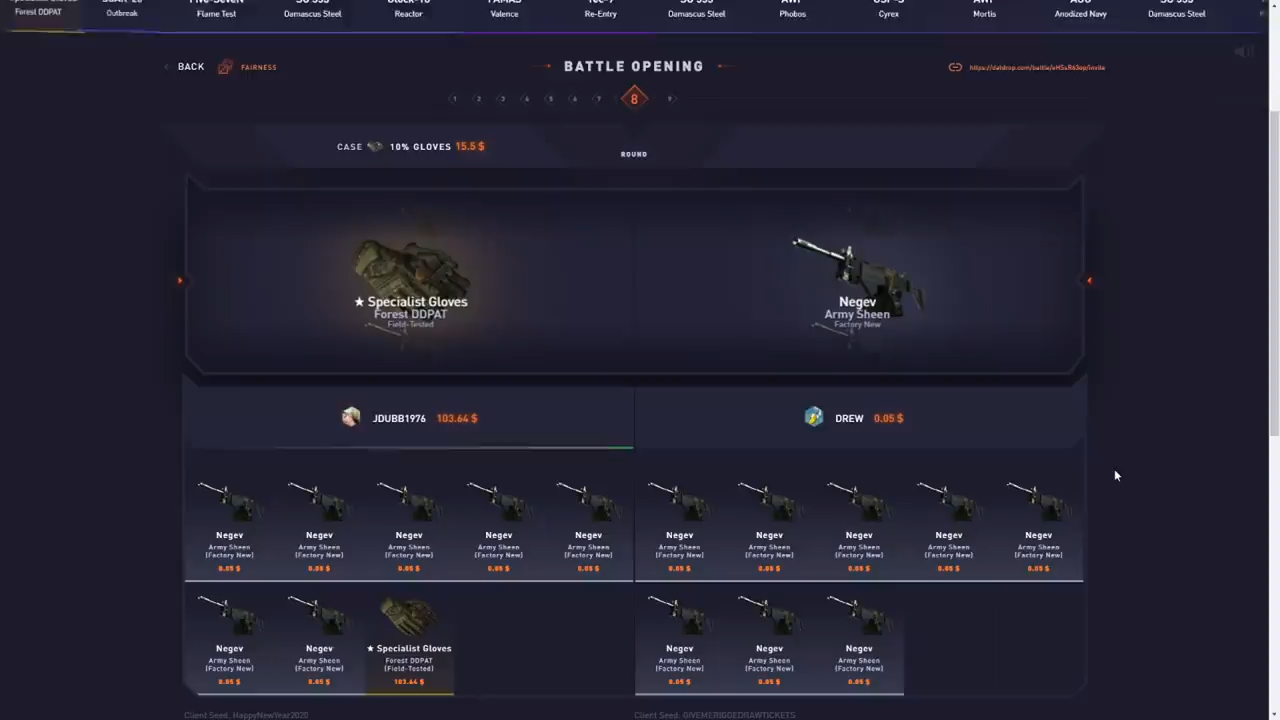 Forest DDPAT
Outbreak
Flame Test
Damascus Steel
Reactor
Valence
Re-Entry
Damascus Steel
Phobos
Cyrex
Mortis
Anodized Navy
Damascus Steel
BACK
FAIRNESS
BATTLE OPENING
1 2 3 4 5 6 7 8 9
CASE 10% GLOVES 15.5 $
ROUND
★ Specialist Gloves
Forest DDPAT
Field-Tested
Negev
Army Sheen
Factory New
JDUBB1976 103.64 $
DREW 0.05 $
Negev Negev Negev Negev Negev Negev Negev Negev Negev Negev
Army Sheen Army Sheen Army Sheen Army Sheen Army Sheen Army Sheen Army Sheen Army Sheen Army Sheen Army Sheen
(Factory New) (Factory New) (Factory New) (Factory New) (Factory New) (Factory New) (Factory New) (Factory New) (Factory New) (Factory New)
0.05 $ 0.05 $ 0.05 $ 0.05 $ 0.05 $ 0.05 $ 0.05 $ 0.05 $ 0.05 $ 0.05 $
Negev Negev ★ Specialist Gloves Negev Negev Negev
Army Sheen Army Sheen Forest DDPAT Army Sheen Army Sheen Army Sheen
(Factory New) (Factory New) (Field-Tested) (Factory New) (Factory New) (Factory New)
0.05 $ 0.05 $ 103.64 $ 0.05 $ 0.05 $ 0.05 $
Client Seed: HappyNewYear2020
Client Seed: GIVEMERIGGEDRAWTICKETS